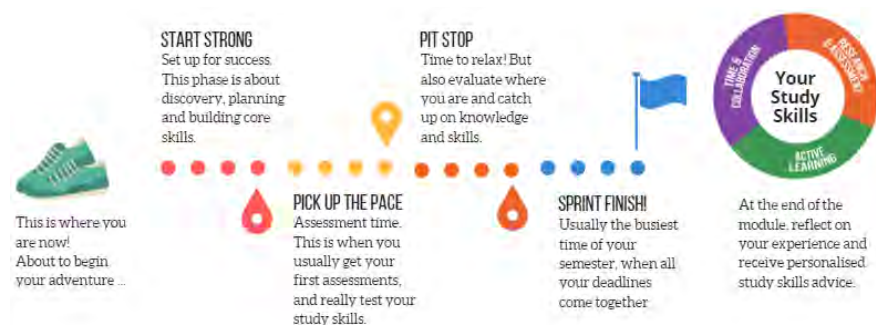 This is where you
are now!
About to begin
your adventure ...
START STRONG
Set up for success.
This phase is about
discovery, planning
and building core
skills.
PICK UP THE PACE
Assessment time.
This is when you
usually get your
first assessments,
and really test your
study skills.
PIT STOP
Time to relax! But
also evaluate where
you are and catch
up on knowledge
and skills.
SPRINT FINISH!
Usually the busiest
time of your
semester, when all
your deadlines
come together
TIME &
COLLABORATION
RESEARCH
& ASSESSMENT
ACTIVE
LEARNING
Your
Study
Skills
At the end of the
module, reflect on
your experience and
receive personalised
study skills advice.